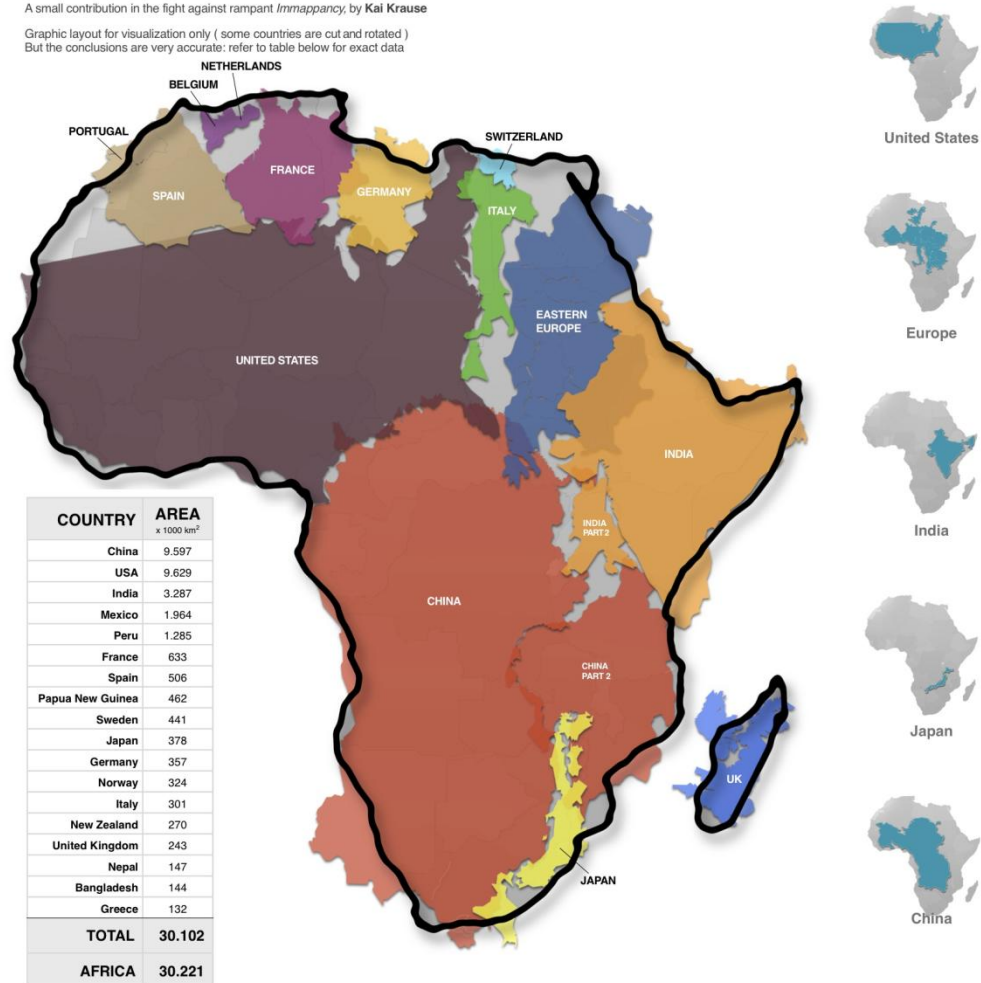 A small contribution in the fight against rampant Immappancy, by Kai Krause
Graphic layout for visualization only ( some countries are cut and rotated )
But the conclusions are very accurate: refer to table below for exact data
NETHERLANDS
BELGIUM
PORTUGAL
SWITZERLAND
SPAIN
FRANCE
GERMANY
ITALY
EASTERN
EUROPE
UNITED STATES
INDIA
INDIA
PART 2
CHINA
CHINA
PART 2
UK
JAPAN
COUNTRY AREA
x 1000 km²
China 9.597
USA 9.629
India 3.287
Mexico 1.964
Peru 1.285
France 633
Spain 506
Papua New Guinea 462
Sweden 441
Japan 378
Germany 357
Norway 324
Italy 301
New Zealand 270
United Kingdom 243
Nepal 147
Bangladesh 144
Greece 132
TOTAL 30.102
AFRICA 30.221
United States
Europe
India
Japan
China